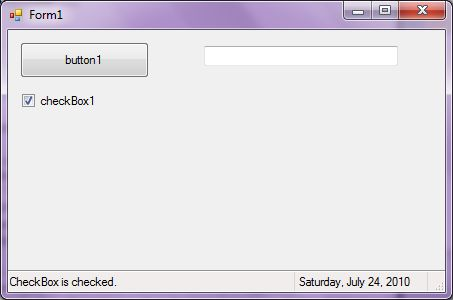 Form1
button1
checkBox1
CheckBox is checked.
Saturday, July 24, 2010